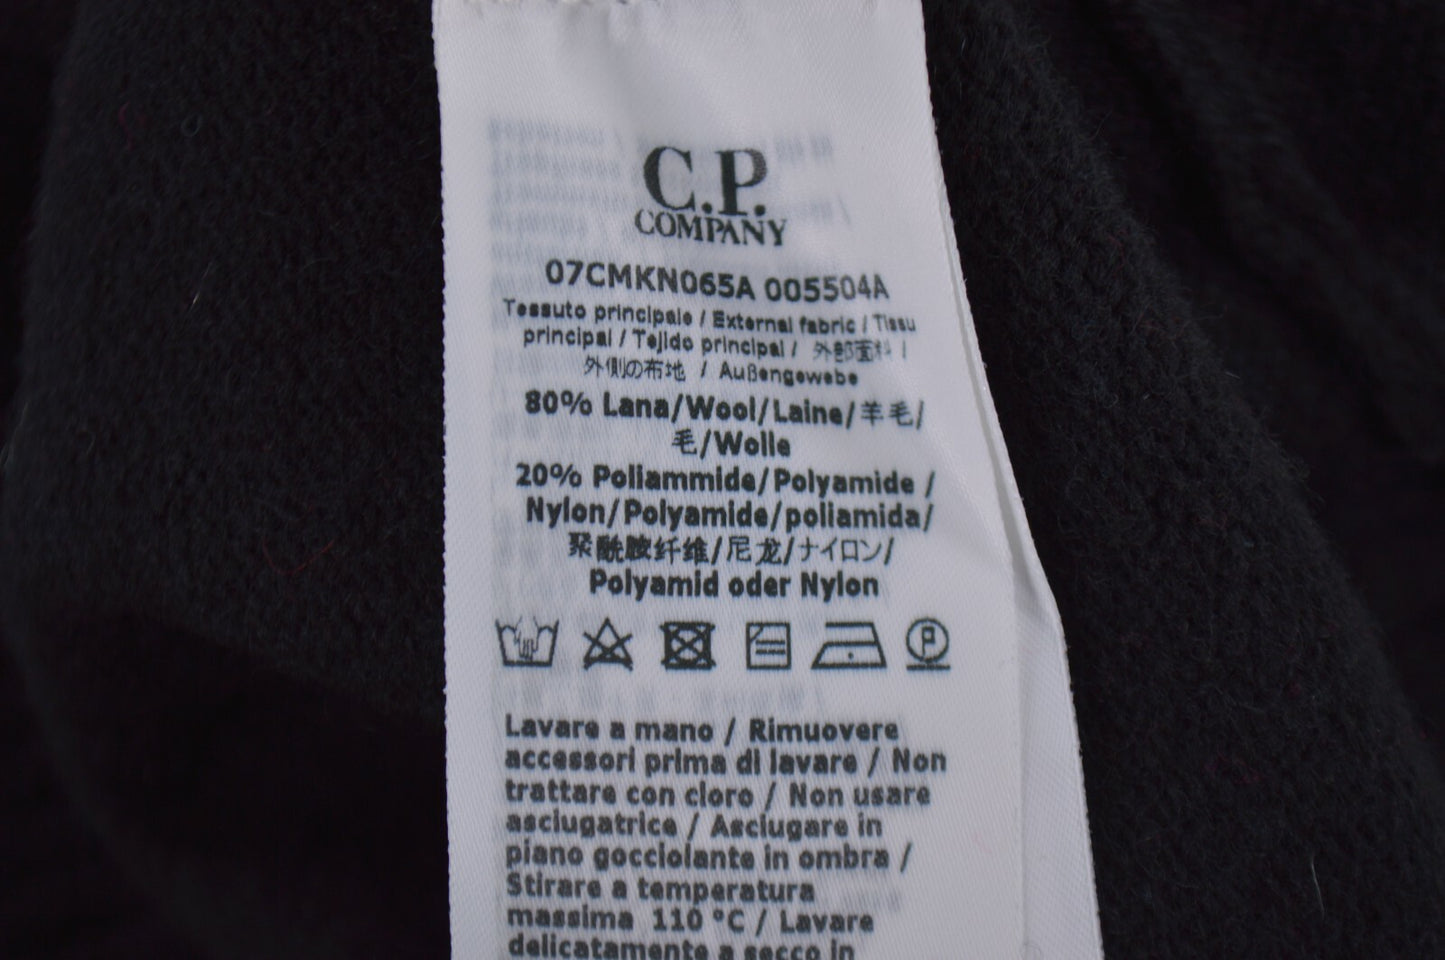 C.P.
COMPANY
07CMKN065A 005504A
Tessuto principale / External fabric / Tissu
principal / Tejido principal / 外部面料 /
外側の布地 / Außengewebe
80% Lana/Wool/Laine/羊毛/
毛/Wolle
20% Poliammide/Polyamide /
Nylon/Polyamide/poliamida/
聚酰胺纤维/尼龙/ナイロン/
Polyamid oder Nylon
P
Lavare a mano / Rimuovere
accessori prima di lavare / Non
trattare con cloro / Non usare
asciugatrice / Asciugare in
piano gocciolante in ombra /
Stirare a temperatura
massima 110 °C / Lavare
delicatamente a secco in